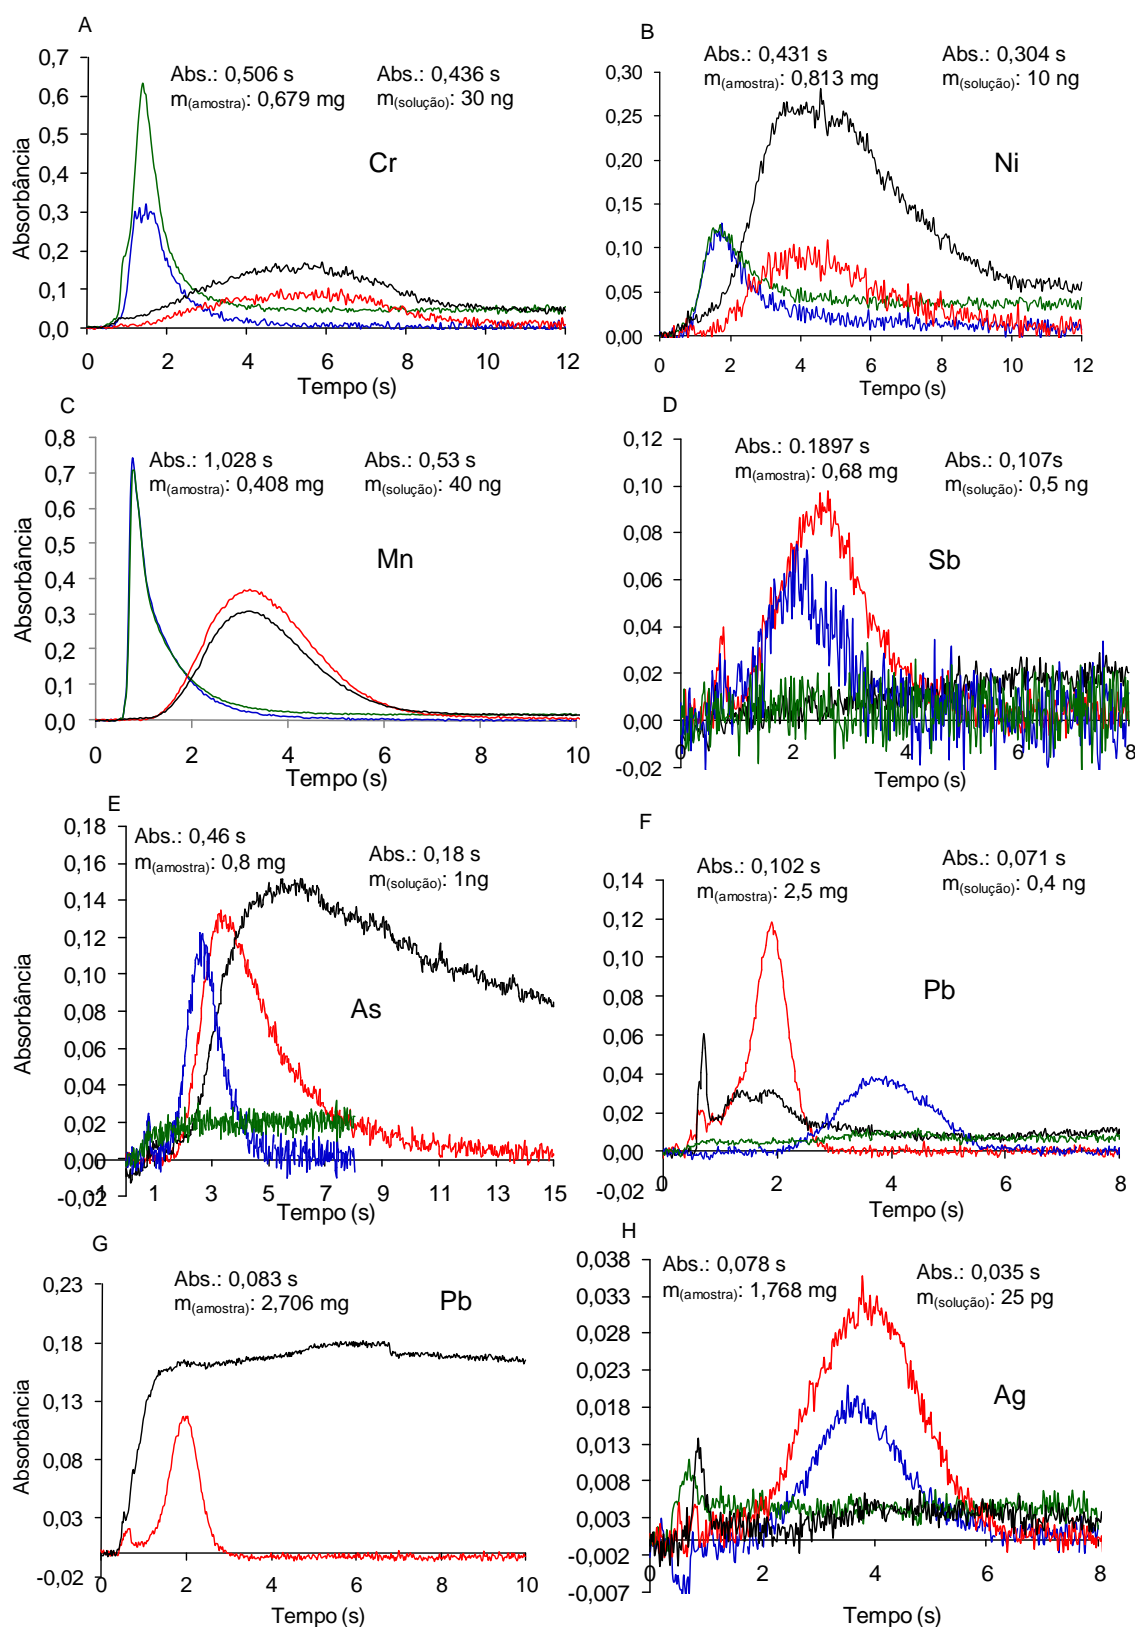 A
Abs.: 0,506 s
m(amostra): 0,679 mg
Abs.: 0,436 s
m(solução): 30 ng
Cr
Absorbância
0,7
0,6
0,5
0,4
0,3
0,2
0,1
0,0
0 2 4 6 8 10 12
Tempo (s)
B
Abs.: 0,431 s
m(amostra): 0,813 mg
Abs.: 0,304 s
m(solução): 10 ng
Ni
0,30
0,25
0,20
0,15
0,10
0,05
0,00
0 2 4 6 8 10 12
Tempo (s)
C
Abs.: 1,028 s
m(amostra): 0,408 mg
Abs.: 0,53 s
m(solução): 40 ng
Mn
Absorbância
0,8
0,7
0,6
0,5
0,4
0,3
0,2
0,1
0,0
0 2 4 6 8 10
Tempo (s)
D
Abs.: 0.1897 s
m(amostra): 0,68 mg
Abs.: 0,107s
m(solução): 0,5 ng
Sb
0,12
0,10
0,08
0,06
0,04
0,02
0,00
-0,02
0 2 4 6 8
Tempo (s)
E
Abs.: 0,46 s
m(amostra): 0,8 mg
Abs.: 0,18 s
m(solução): 1ng
As
Absorbância
0,18
0,16
0,14
0,12
0,10
0,08
0,06
0,04
0,02
0,00
-0,02
-1 1 3 5 7 9 11 13 15
Tempo (s)
F
Abs.: 0,102 s
m(amostra): 2,5 mg
Abs.: 0,071 s
m(solução): 0,4 ng
Pb
0,14
0,12
0,10
0,08
0,06
0,04
0,02
0,00
-0,02
0 2 4 6 8
Tempo (s)
G
Abs.: 0,083 s
m(amostra): 2,706 mg
Pb
Absorbância
0,23
0,18
0,13
0,08
0,03
-0,02
0 2 4 6 8 10
Tempo (s)
H
Abs.: 0,078 s
m(amostra): 1,768 mg
Abs.: 0,035 s
m(solução): 25 pg
Ag
0,038
0,033
0,028
0,023
0,018
0,013
0,008
0,003
-0,002
-0,007
0 2 4 6 8
Tempo (s)